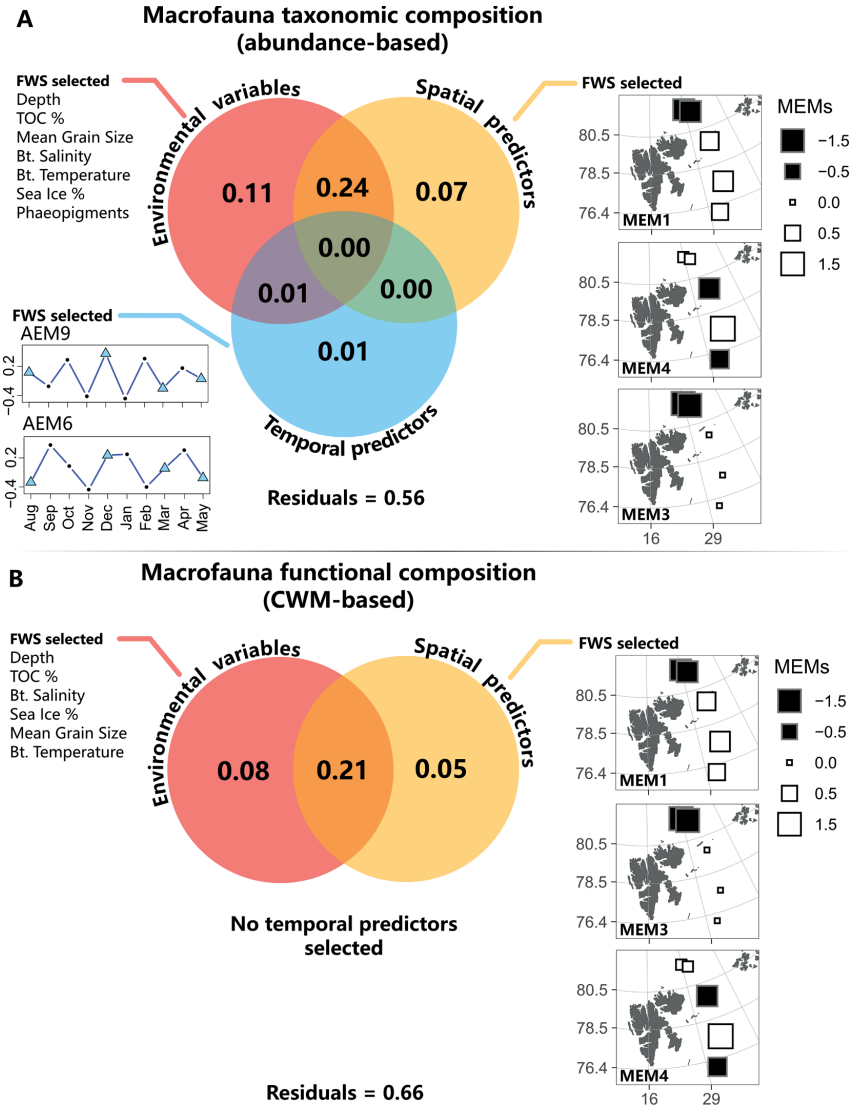 A
Macrofauna taxonomic composition
(abundance-based)
FWS selected
Depth
TOC %
Mean Grain Size
Bt. Salinity
Bt. Temperature
Sea Ice %
Phaeopigments
Environmental variables
Spatial predictors
0.11
0.24
0.07
0.00
0.01
0.00
0.01
Temporal predictors
Residuals = 0.56
FWS selected
AEM9
0.2
−0.4
AEM6
0.2
−0.4
Aug
Sep
Oct
Nov
Dec
Jan
Feb
Mar
Apr
May
FWS selected
80.5
78.5
76.4
MEM1
80.5
78.5
76.4
MEM4
80.5
78.5
76.4
MEM3
16
29
MEMs
−1.5
−0.5
0.0
0.5
1.5
B
Macrofauna functional composition
(CWM-based)
FWS selected
Depth
TOC %
Bt. Salinity
Sea Ice %
Mean Grain Size
Bt. Temperature
Environmental variables
Spatial predictors
0.08
0.21
0.05
No temporal predictors
selected
Residuals = 0.66
FWS selected
80.5
78.5
76.4
MEM1
80.5
78.5
76.4
MEM3
80.5
78.5
76.4
MEM4
16
29
MEMs
−1.5
−0.5
0.0
0.5
1.5